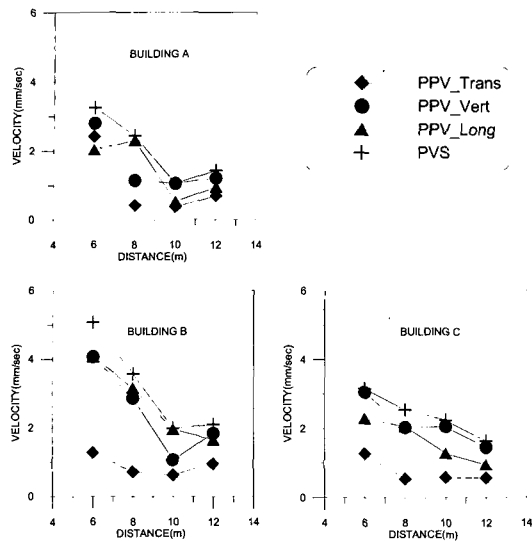 6
BUILDING A
4
VELOCITY(mm/sec)
2
0
4 6 8 10 12 14
DISTANCE(m)
PPV_Trans
PPV_Vert
PPV_Long
PVS
6
BUILDING B
4
VELOCITY(mm/sec)
2
0
4 6 8 10 12 14
DISTANCE(m)
6
BUILDING C
4
VELOCITY(mm/sec)
2
0
4 6 8 10 12 14
DISTANCE(m)